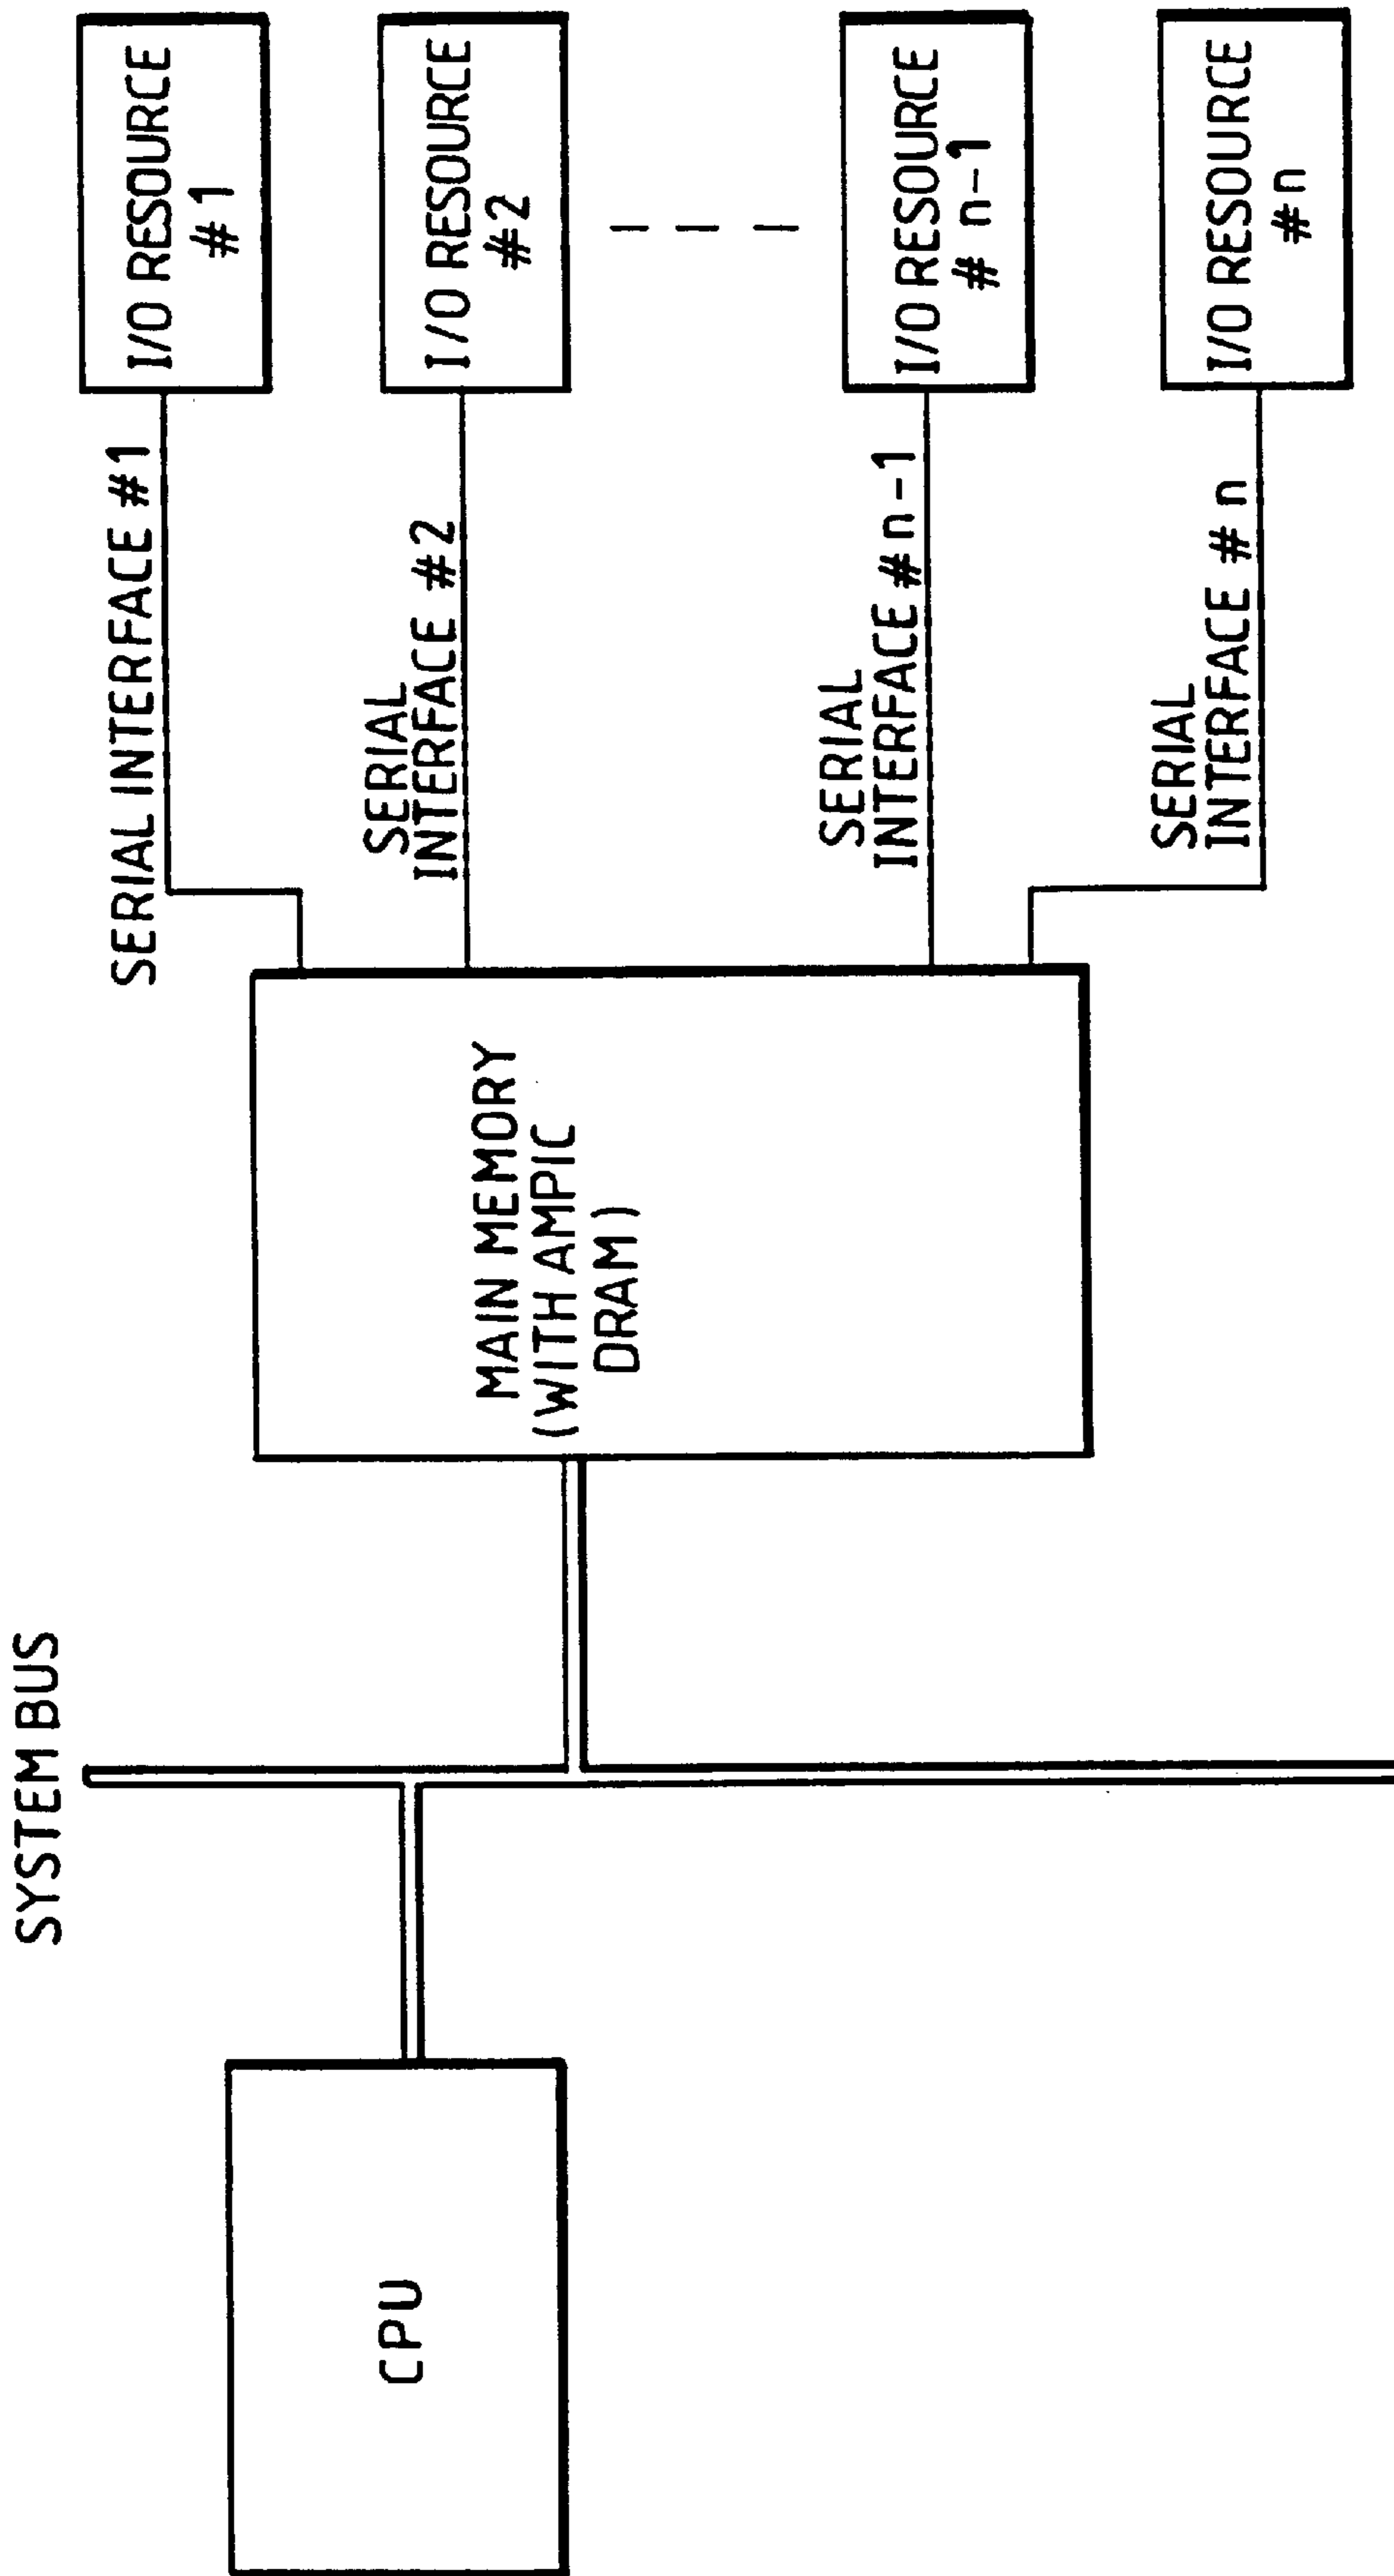 SYSTEM BUS
CPU
MAIN MEMORY
(WITH AMPIC
DRAM)
SERIAL INTERFACE #1
I/O RESOURCE
#1
SERIAL
INTERFACE #2
I/O RESOURCE
#2
SERIAL
INTERFACE #n-1
I/O RESOURCE
# n-1
SERIAL
INTERFACE # n
I/O RESOURCE
#n